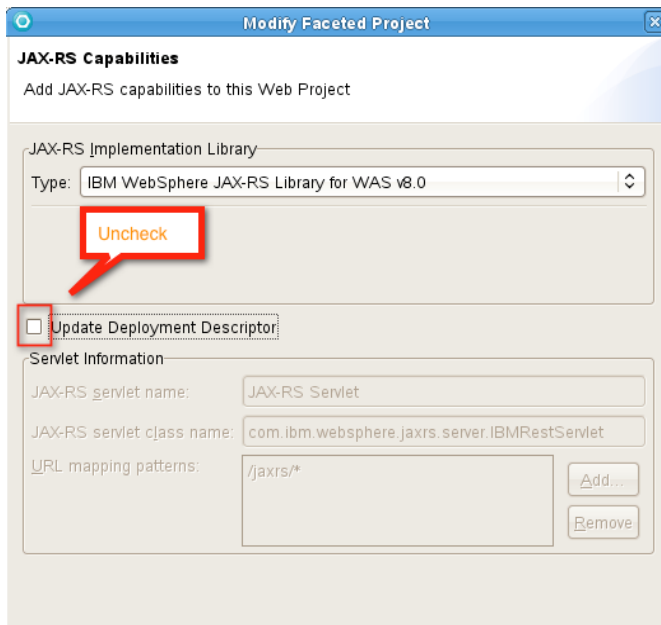 Modify Faceted Project
JAX-RS Capabilities
Add JAX-RS capabilities to this Web Project
JAX-RS Implementation Library
Type: IBM WebSphere JAX-RS Library for WAS v8.0
Uncheck
Update Deployment Descriptor
Servlet Information
JAX-RS servlet name: JAX-RS Servlet
JAX-RS servlet class name: com.ibm.websphere.jaxrs.server.IBMRestServlet
URL mapping patterns: /jaxrs/*
Add...
Remove